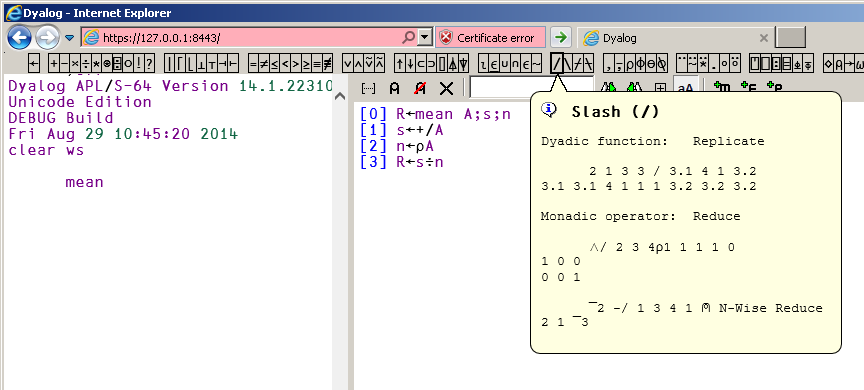 Dyalog - Internet Explorer
https://127.0.0.1:8443/
Certificate error
Dyalog
← +-×÷*⍟⌹○!? |⌈⌊⊥⊤⊣⊢ =≠≤<>≥≡≢ ∨∧⍱⍲ ↑↓⊂⊃⌷⍋⍒ ⍳∊∪∩~ /\⌿⍀ ,⍪⍴⌽⊖⍉ ¨⍨⍣.∘⍤
Dyalog APL/S-64 Version 14.1.22310
Unicode Edition
DEBUG Build
Fri Aug 29 10:45:20 2014
clear ws
mean
[0] R←mean A;s;n
[1] s←+/A
[2] n←⍴A
[3] R←s÷n
Slash (/)
Dyadic function: Replicate
2 1 3 3 / 3.1 4 1 3.2
3.1 3.1 4 1 1 1 3.2 3.2 3.2
Monadic operator: Reduce
∧/ 2 3 4⍴1 1 1 1 0
1 0 0
0 0 1
¯2 -/ 1 3 4 1 ⍝ N-Wise Reduce
2 1 ¯3